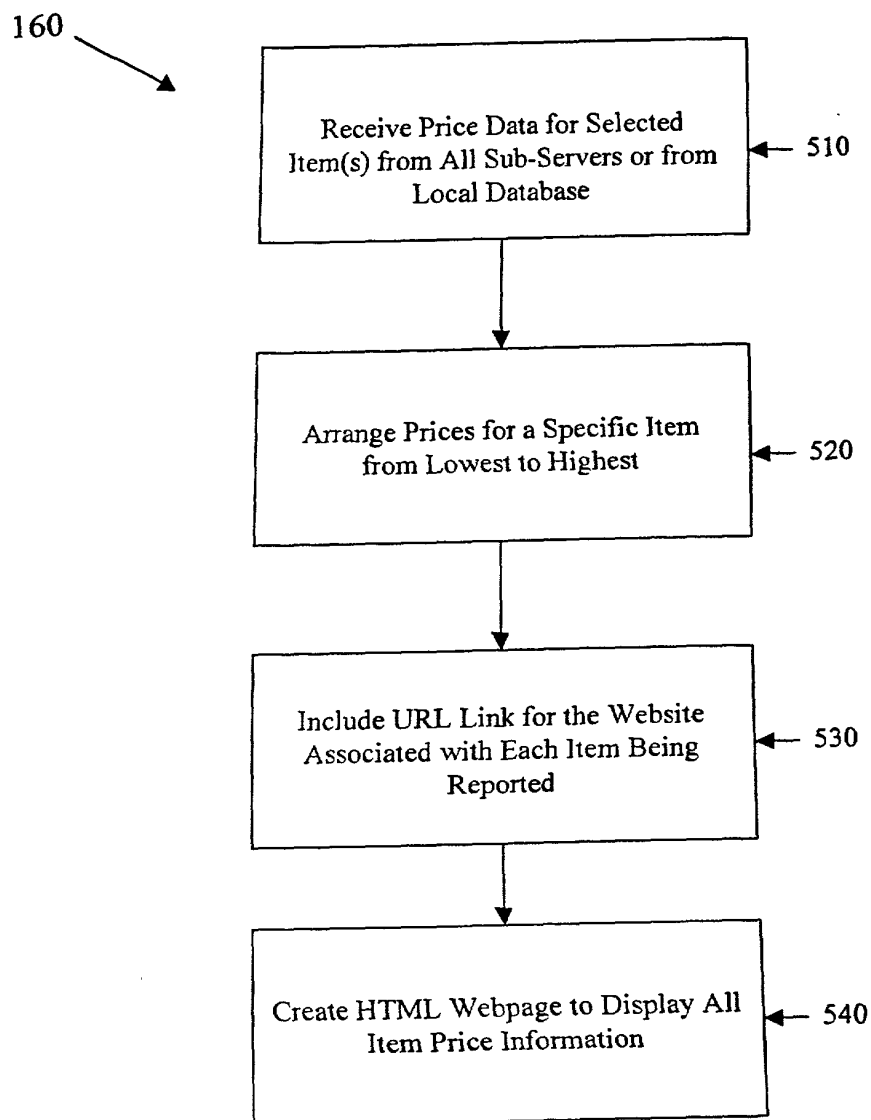 160
Receive Price Data for Selected
Item(s) from All Sub-Servers or from
Local Database
510
Arrange Prices for a Specific Item
from Lowest to Highest
520
Include URL Link for the Website
Associated with Each Item Being
Reported
530
Create HTML Webpage to Display All
Item Price Information
540